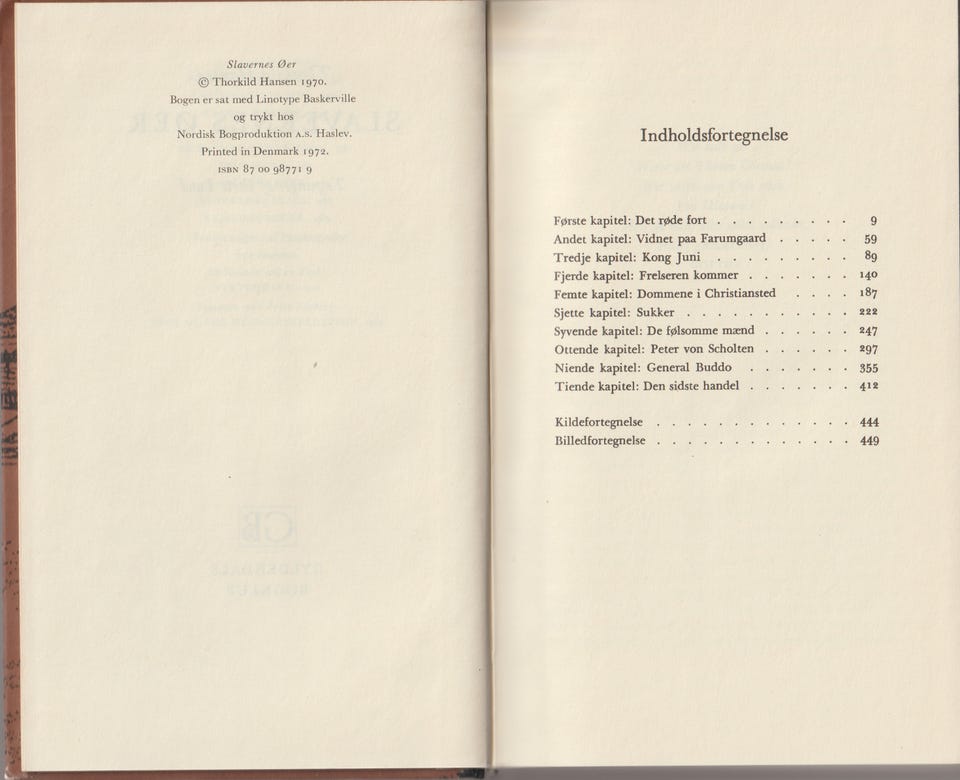 Slavernes Øer
© Thorkild Hansen 1970.
Bogen er sat med Linotype Baskerville
og trykt hos
Nordisk Bogproduktion A.S. Haslev.
Printed in Denmark 1972.
ISBN 87 00 98771 9
Indholdsfortegnelse
Første kapitel: Det røde fort . . . . . . . . . 9
Andet kapitel: Vidnet paa Farumgaard . . . . . 59
Tredje kapitel: Kong Juni . . . . . . . . . 89
Fjerde kapitel: Frelseren kommer . . . . . . . 140
Femte kapitel: Dommene i Christiansted . . . . 187
Sjette kapitel: Sukker . . . . . . . . . . . 222
Syvende kapitel: De følsomme mænd . . . . . . 247
Ottende kapitel: Peter von Scholten . . . . . . 297
Niende kapitel: General Buddo . . . . . . . 355
Tiende kapitel: Den sidste handel . . . . . . . 412
Kildefortegnelse . . . . . . . . . . . . . 444
Billedfortegnelse . . . . . . . . . . . . . 449